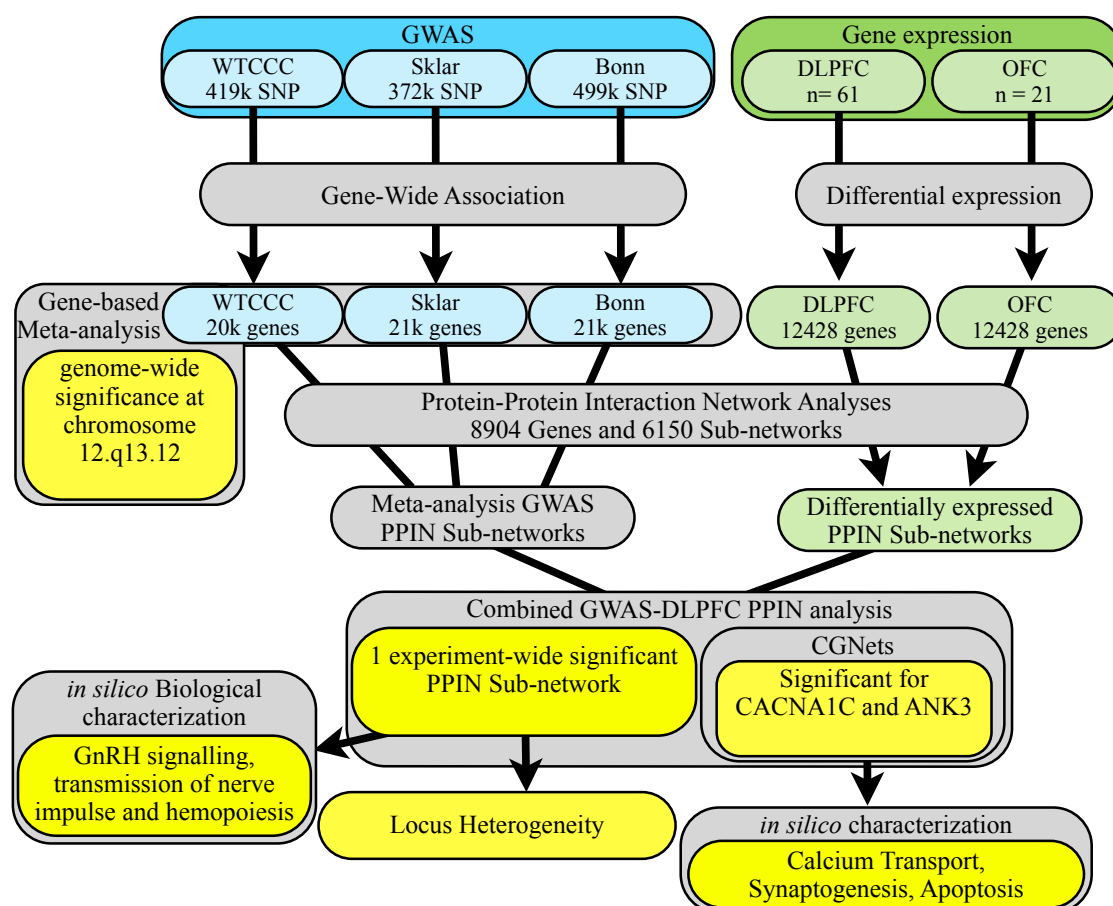 GWAS
WTCCC
419k SNP
Sklar
372k SNP
Bonn
499k SNP
Gene expression
DLPFC
n= 61
OFC
n = 21
Gene-Wide Association
Differential expression
Gene-based
Meta-analysis
WTCCC
20k genes
Sklar
21k genes
Bonn
21k genes
DLPFC
12428 genes
OFC
12428 genes
genome-wide
significance at
chromosome
12.q13.12
Protein-Protein Interaction Network Analyses
8904 Genes and 6150 Sub-networks
Meta-analysis GWAS
PPIN Sub-networks
Differentially expressed
PPIN Sub-networks
Combined GWAS-DLPFC PPIN analysis
1 experiment-wide significant
PPIN Sub-network
CGNets
Significant for
CACNA1C and ANK3
in silico Biological
characterization
GnRH signalling,
transmission of nerve
impulse and hemopoiesis
Locus Heterogeneity
in silico characterization
Calcium Transport,
Synaptogenesis, Apoptosis